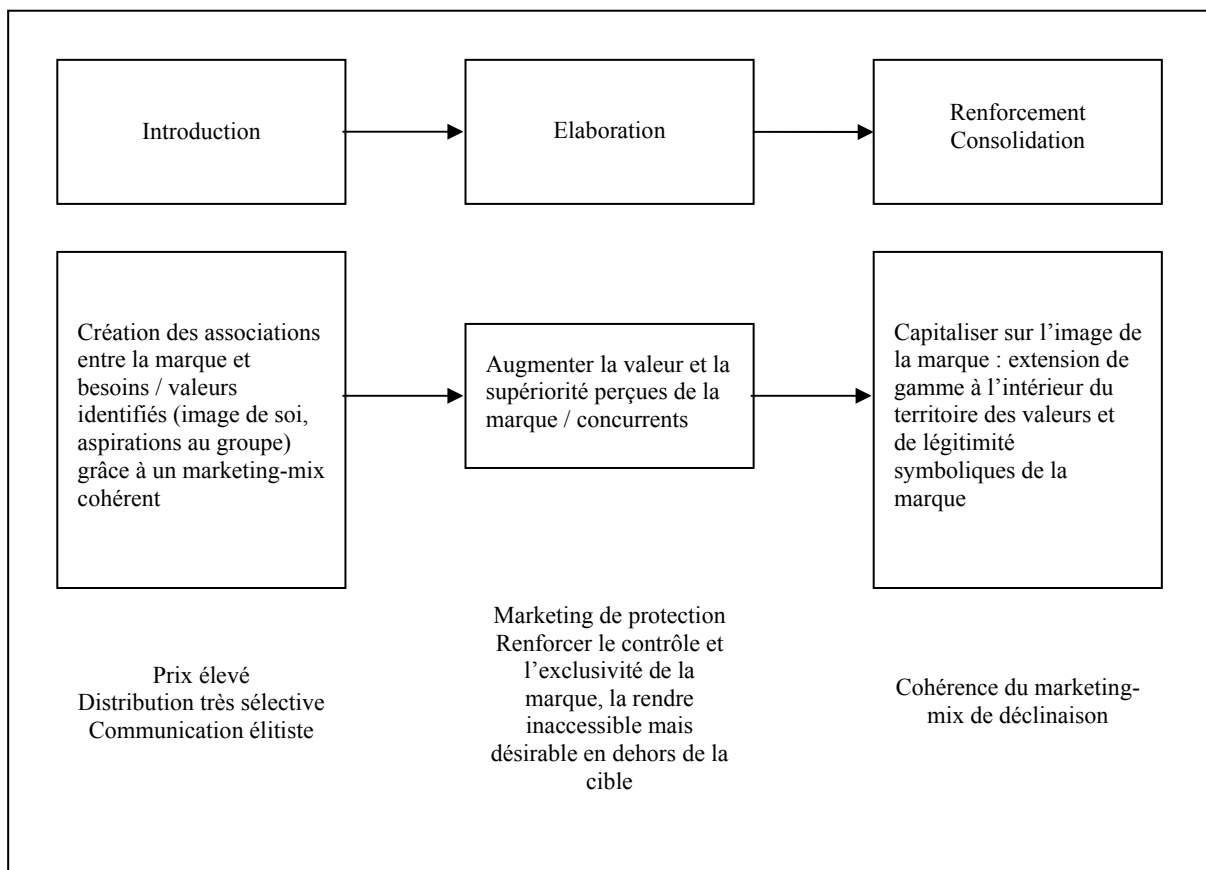 Introduction
Elaboration
Renforcement
Consolidation
Création des associations
entre la marque et
besoins / valeurs
identifiés (image de soi,
aspirations au groupe)
grâce à un marketing-mix
cohérent
Augmenter la valeur et la
supériorité perçues de la
marque / concurrents
Capitaliser sur l’image de
la marque : extension de
gamme à l’intérieur du
territoire des valeurs et
de légitimité
symboliques de la
marque
Prix élevé
Distribution très sélective
Communication élitiste
Marketing de protection
Renforcer le contrôle et
l’exclusivité de la
marque, la rendre
inaccessible mais
désirable en dehors de la
cible
Cohérence du marketing-
mix de déclinaison